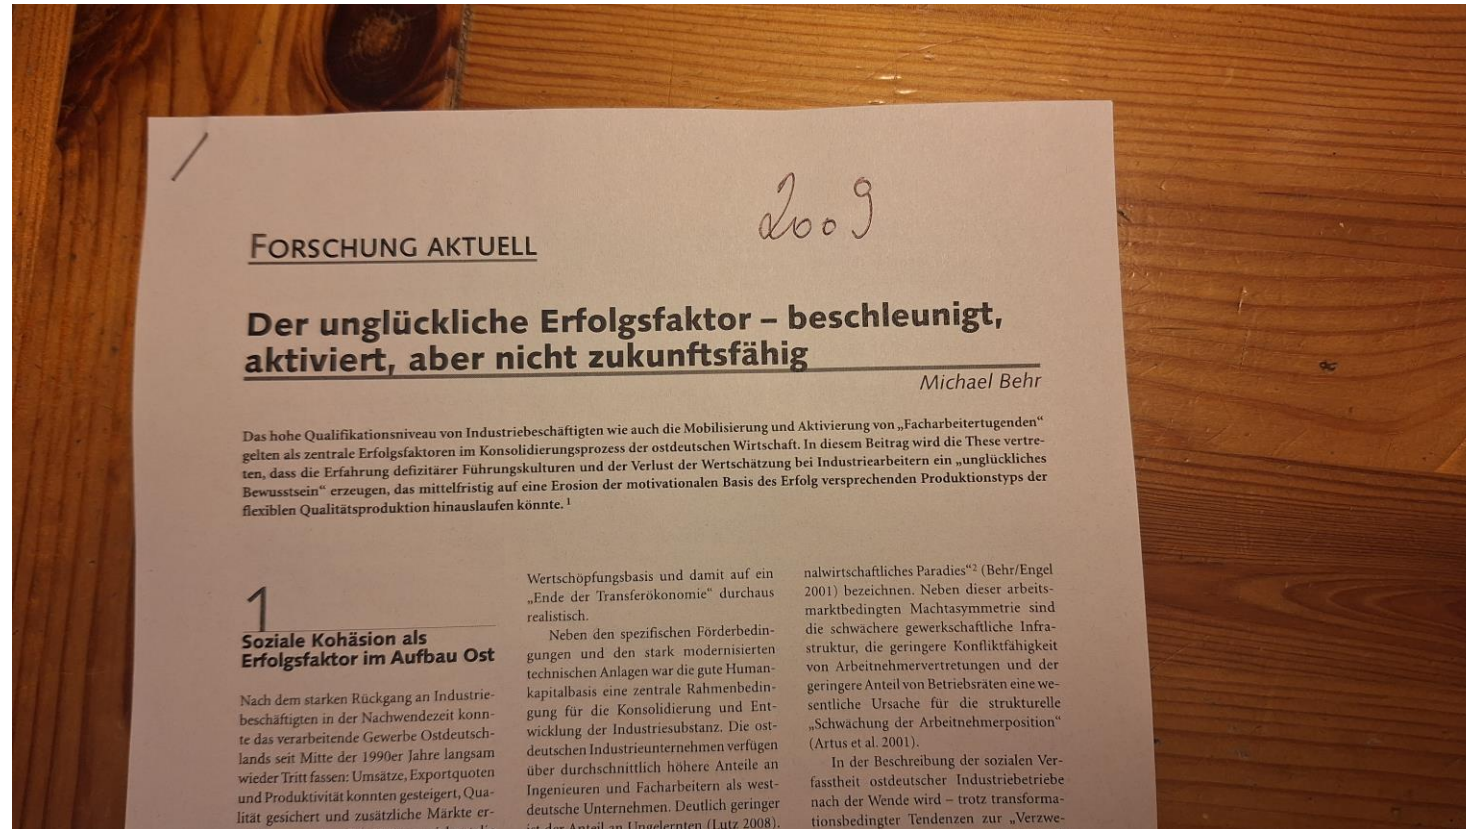 2009
FORSCHUNG AKTUELL
Der unglückliche Erfolgsfaktor – beschleunigt,
aktiviert, aber nicht zukunftsfähig
Michael Behr
Das hohe Qualifikationsniveau von Industriebeschäftigten wie auch die Mobilisierung und Aktivierung von „Facharbeitertugenden“
gelten als zentrale Erfolgsfaktoren im Konsolidierungsprozess der ostdeutschen Wirtschaft. In diesem Beitrag wird die These vertre-
ten, dass die Erfahrung defizitärer Führungskulturen und der Verlust der Wertschätzung bei Industriearbeitern ein „unglückliches
Bewusstsein“ erzeugen, das mittelfristig auf eine Erosion der motivationalen Basis des Erfolg versprechenden Produktionstyps der
flexiblen Qualitätsproduktion hinauslaufen könnte.¹
1
Soziale Kohäsion als
Erfolgsfaktor im Aufbau Ost
Nach dem starken Rückgang an Industrie-
beschäftigten in der Nachwendezeit konn-
te das verarbeitende Gewerbe Ostdeutsch-
lands seit Mitte der 1990er Jahre langsam
wieder Tritt fassen: Umsätze, Exportquoten
und Produktivität konnten gesteigert, Qua-
lität gesichert und zusätzliche Märkte er-
Wertschöpfungsbasis und damit auf ein
„Ende der Transferökonomie“ durchaus
realistisch.
Neben den spezifischen Förderbedin-
gungen und den stark modernisierten
technischen Anlagen war die gute Human-
kapitalbasis eine zentrale Rahmenbedin-
gung für die Konsolidierung und Ent-
wicklung der Industriesubstanz. Die ost-
deutschen Industrieunternehmen verfügen
über durchschnittlich höhere Anteile an
Ingenieuren und Facharbeitern als west-
deutsche Unternehmen. Deutlich geringer
ist der Anteil an Ungelernten (Lutz 2008).
nalwirtschaftliches Paradies“² (Behr/Engel
2001) bezeichnen. Neben dieser arbeits-
marktbedingten Machtasymmetrie sind
die schwächere gewerkschaftliche Infra-
struktur, die geringere Konfliktfähigkeit
von Arbeitnehmervertretungen und der
geringere Anteil von Betriebsräten eine we-
sentliche Ursache für die strukturelle
„Schwächung der Arbeitnehmerposition“
(Artus et al. 2001).
In der Beschreibung der sozialen Ver-
fasstheit ostdeutscher Industriebetriebe
nach der Wende wird – trotz transforma-
tionsbedingter Tendenzen zur „Verzwe-